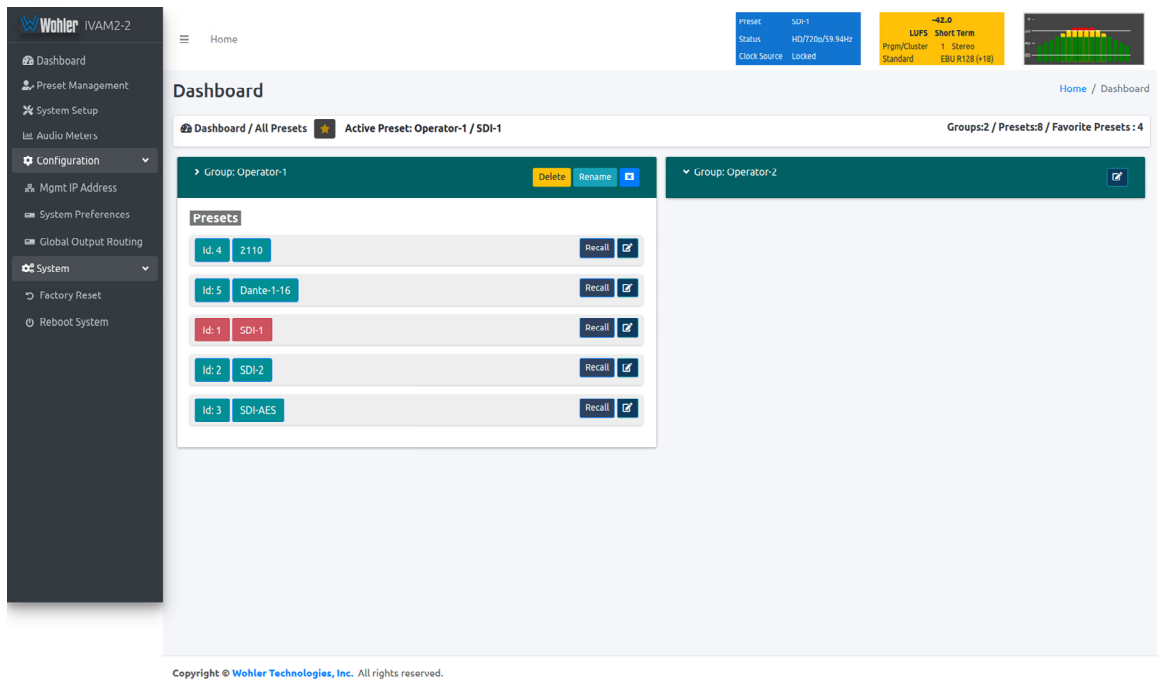 Wohler iVAM2-2
Dashboard
Preset Management
System Setup
Audio Meters
Configuration
Mgmt IP Address
System Preferences
Global Output Routing
System
Factory Reset
Reboot System
Home
Preset SDI-1
Status HD/720p/59.94Hz
Clock Source Locked
-42.0
LUFS Short Term
Prgm/Cluster 1 Stereo
Standard EBU R128 (+18)
Dashboard
Home / Dashboard
Dashboard / All Presets Active Preset: Operator-1 / SDI-1
Groups:2 / Presets:8 / Favorite Presets : 4
Group: Operator-1 Delete Rename
Presets
Id: 4 2110 Recall
Id: 5 Dante-1-16 Recall
Id: 1 SDI-1 Recall
Id: 2 SDI-2 Recall
Id: 3 SDI-AES Recall
Group: Operator-2
Copyright © Wohler Technologies, Inc. All rights reserved.